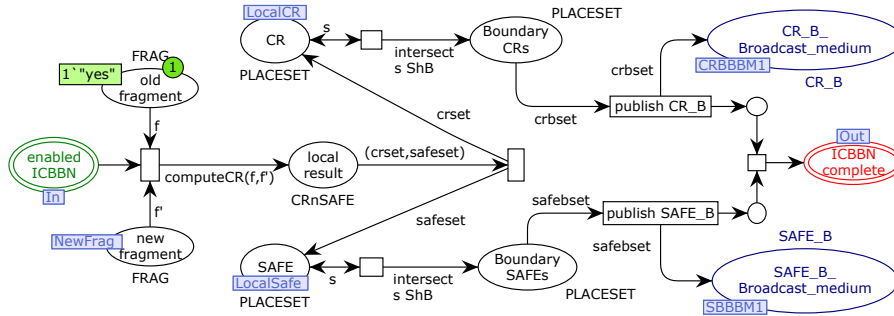 LocalCR
CR
PLACESET
s
intersect
s ShB
PLACESET
Boundary
CRs
crbset
crbset
publish CR_B
CR_B_
Broadcast_medium
CRBBBM1
CR_B
FRAG
1`"yes"
1
old
fragment
f
enabled
ICBBN
In
computeCR(f,f')
f'
NewFrag
new
fragment
FRAG
local
result
CRnSAFE
(crset,safeset)
crset
safeset
Out
ICBBN
complete
SAFE
LocalSafe
PLACESET
s
intersect
s ShB
Boundary
SAFEs
PLACESET
safebset
publish SAFE_B
safebset
SAFE_B
SAFE_B_
Broadcast_medium
SBBBM1